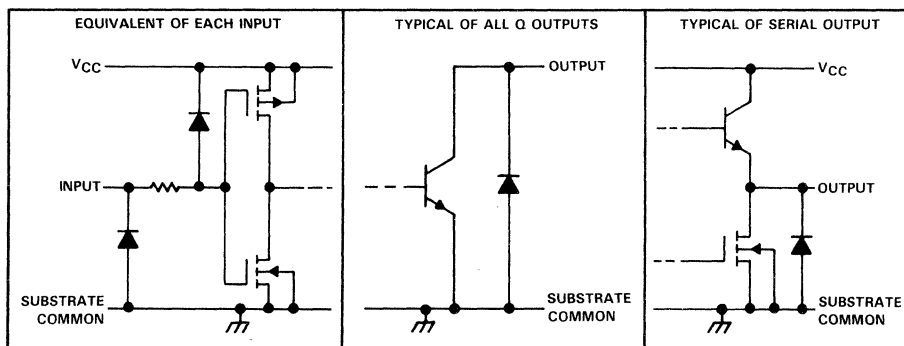 EQUIVALENT OF EACH INPUT
VCC
INPUT
SUBSTRATE
COMMON
TYPICAL OF ALL Q OUTPUTS
OUTPUT
SUBSTRATE
COMMON
TYPICAL OF SERIAL OUTPUT
VCC
OUTPUT
SUBSTRATE
COMMON